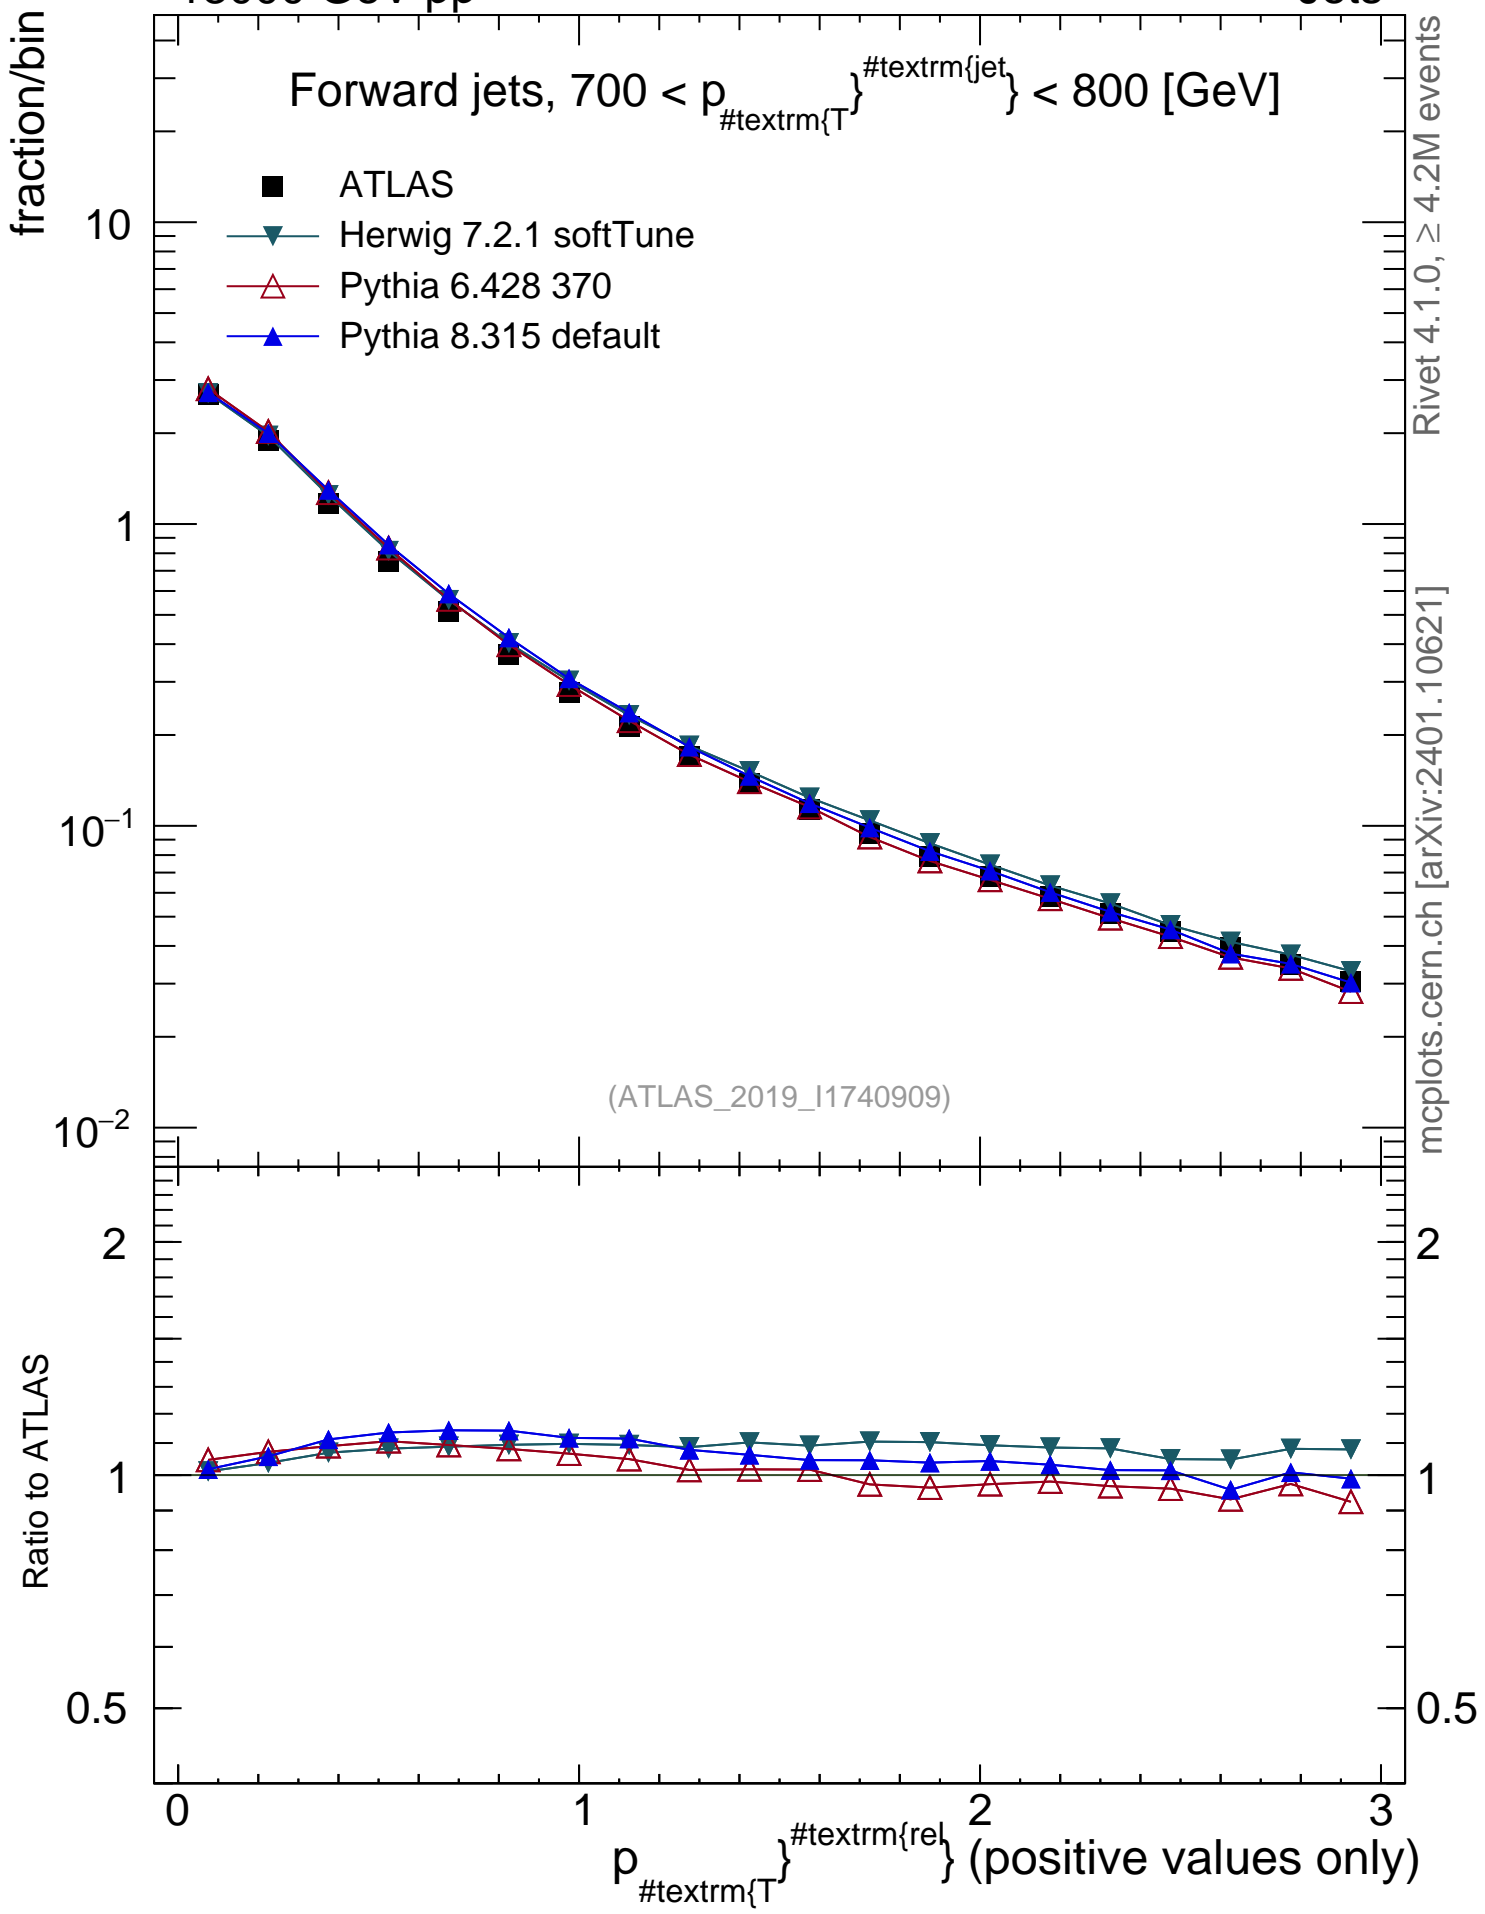 fraction/bin
Forward jets, 700 < p_#textrm{T}^#textrm{jet} < 800 [GeV]
ATLAS
Herwig 7.2.1 softTune
Pythia 6.428 370
Pythia 8.315 default
10
1
10⁻¹
10⁻²
(ATLAS_2019_I1740909)
Rivet 4.1.0, ≥ 4.2M events
mcplots.cern.ch [arXiv:2401.10621]
Ratio to ATLAS
2
1
0.5
2
1
0.5
0
1
2
3
p_#textrm{T}^#textrm{rel} (positive values only)